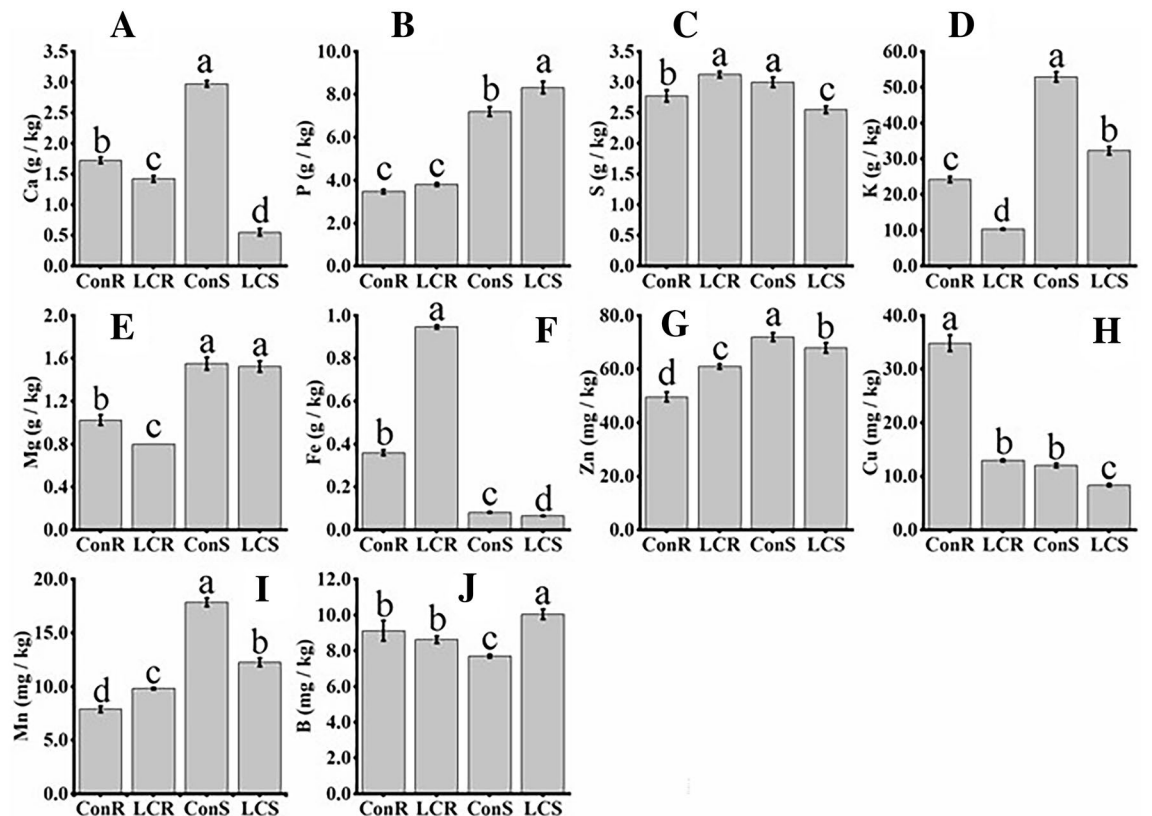 A
B
C
D
Ca (g / kg)
3.5
3.0
2.5
2.0
1.5
1.0
0.5
0.0
b
c
a
d
ConR LCR ConS LCS
P (g / kg)
10.0
8.0
6.0
4.0
2.0
0.0
c
c
b
a
ConR LCR ConS LCS
S (g / kg)
3.5
3.0
2.5
2.0
1.5
1.0
0.5
0.0
b
a
a
c
ConR LCR ConS LCS
K (g / kg)
60.0
50.0
40.0
30.0
20.0
10.0
0.0
c
d
a
b
ConR LCR ConS LCS
E
Mg (g / kg)
2.0
1.6
1.2
0.8
0.4
0.0
b
c
a
a
ConR LCR ConS LCS
F
Fe (g / kg)
1.0
0.8
0.6
0.4
0.2
0.0
b
a
c
d
ConR LCR ConS LCS
G
Zn (mg / kg)
80.0
60.0
40.0
20.0
0.0
d
c
a
b
ConR LCR ConS LCS
H
Cu (mg / kg)
40.0
30.0
20.0
10.0
0.0
a
b
b
c
ConR LCR ConS LCS
I
Mn (mg / kg)
20.0
15.0
10.0
5.0
0.0
d
c
a
b
ConR LCR ConS LCS
J
B (mg / kg)
12.0
10.0
8.0
6.0
4.0
2.0
0.0
b
b
c
a
ConR LCR ConS LCS